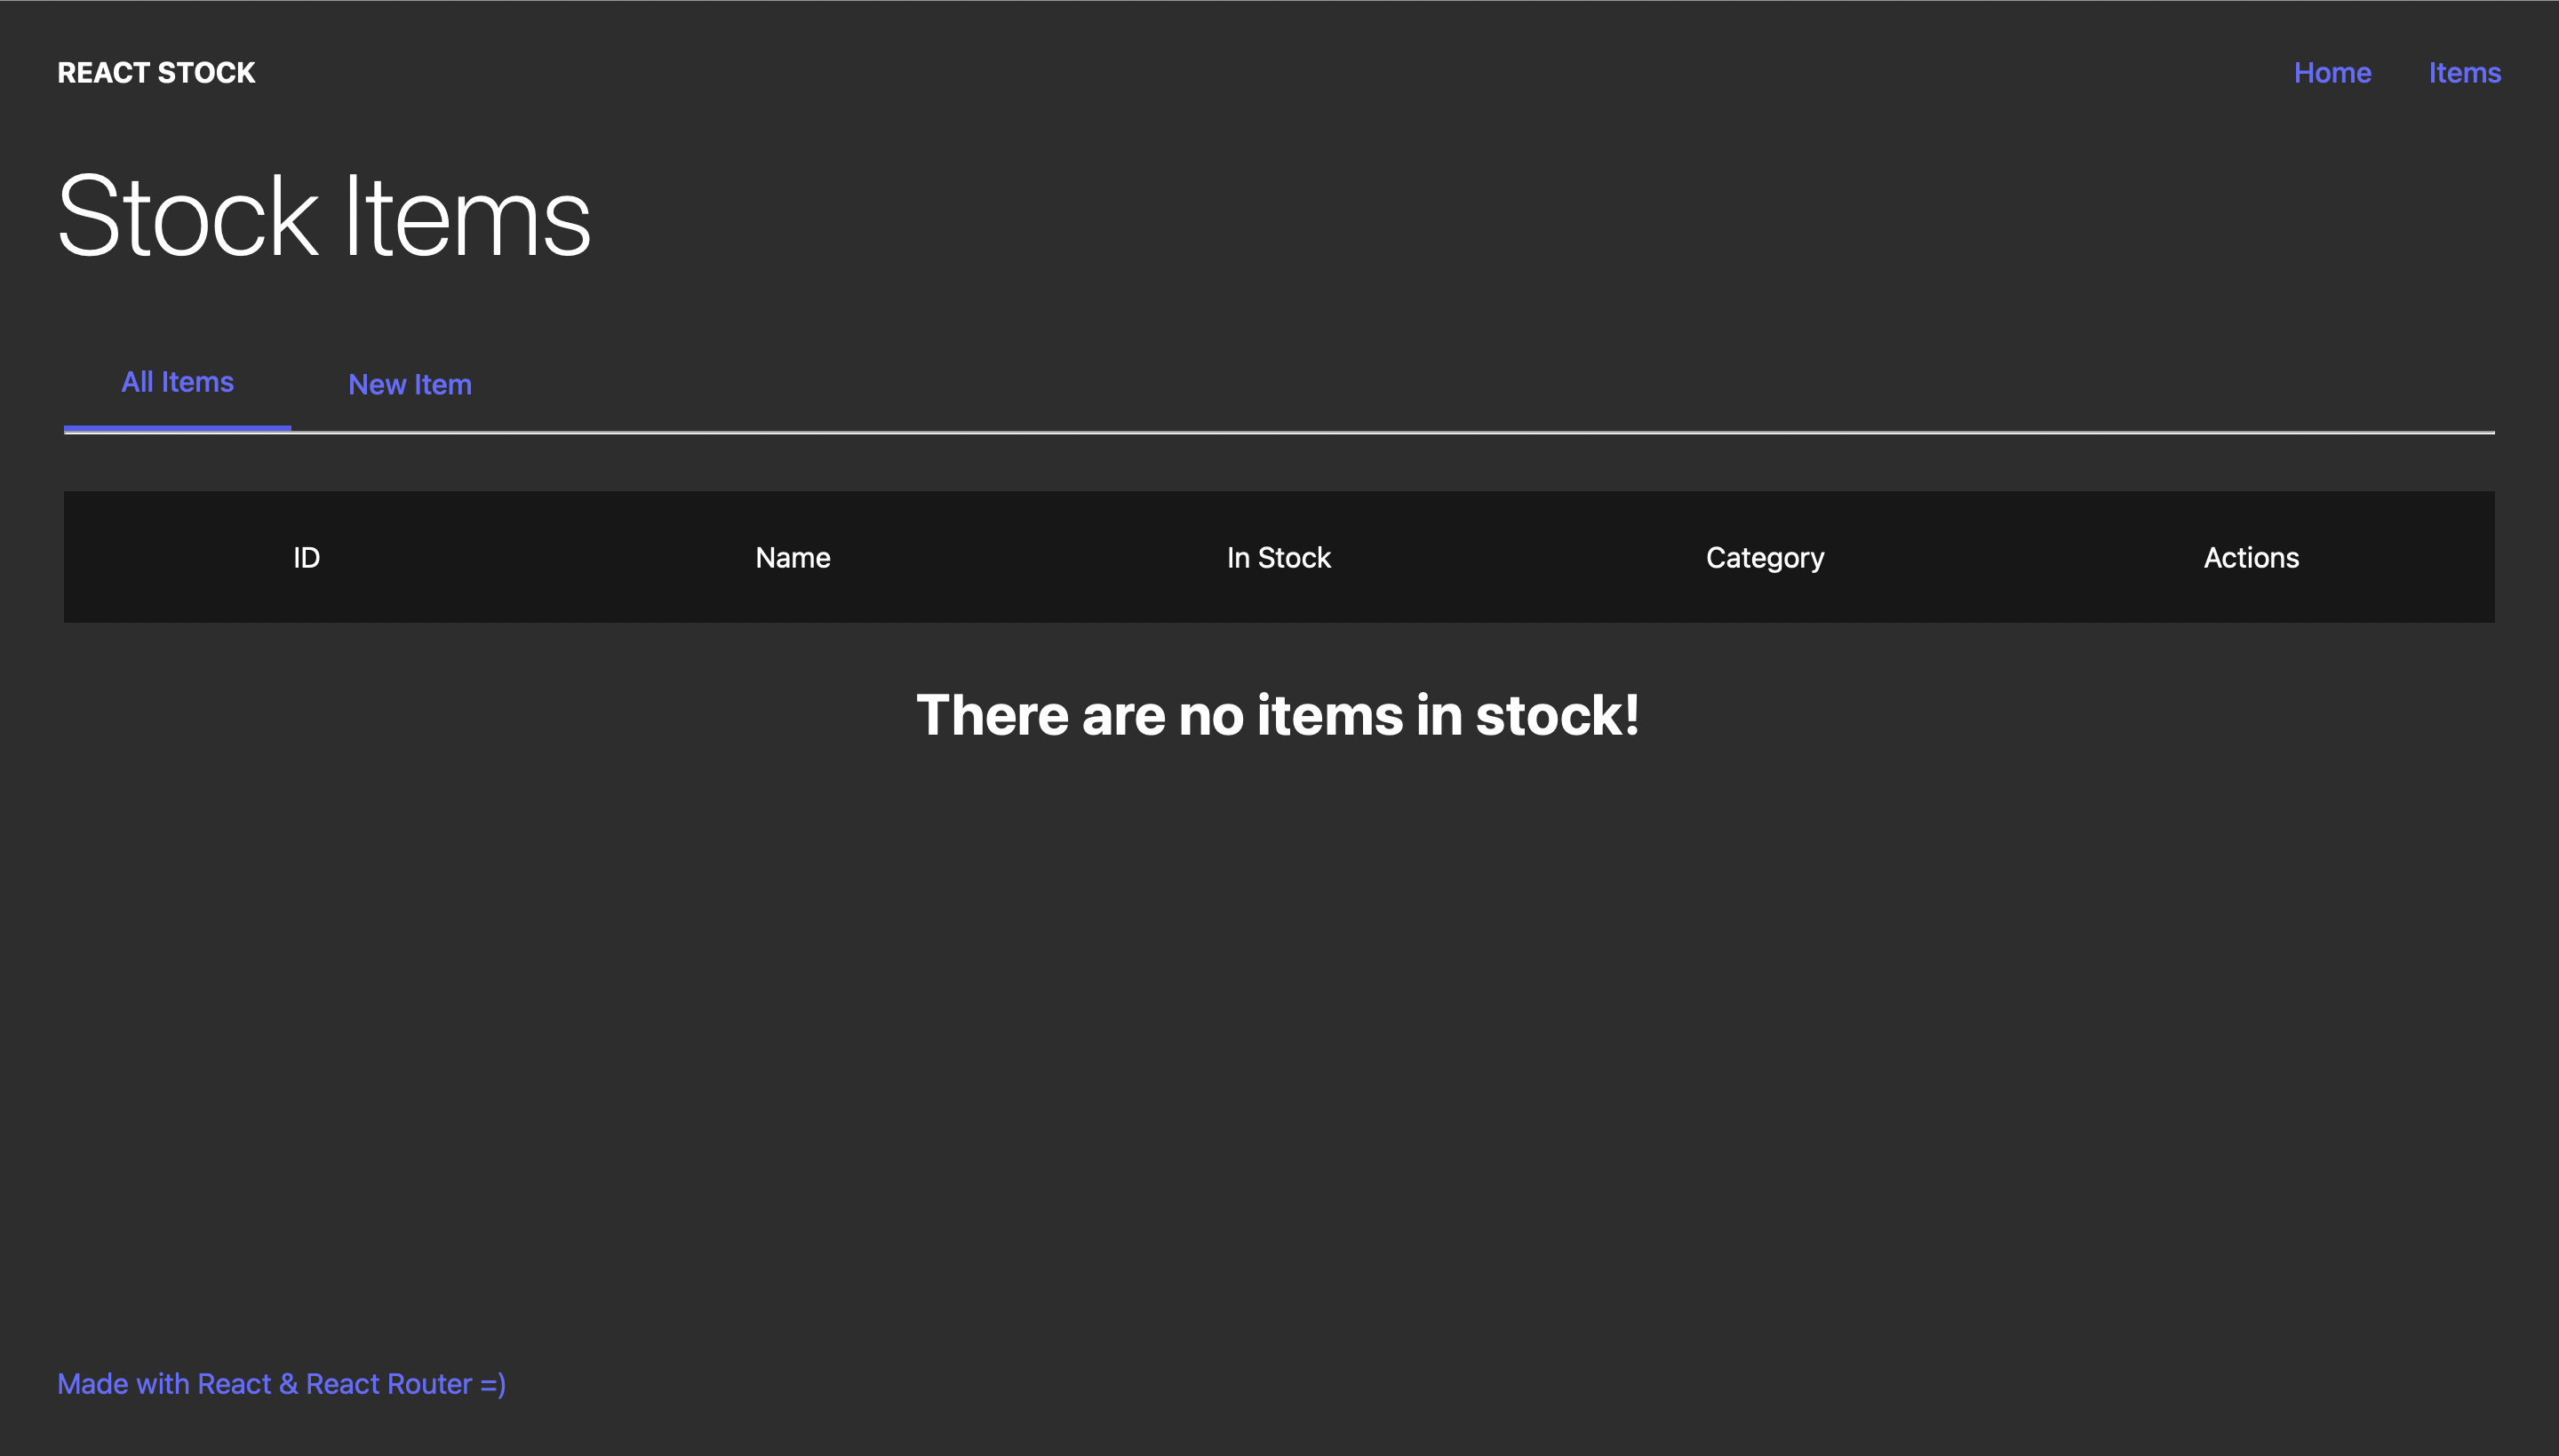 REACT STOCK
Home Items
Stock Items
All Items New Item
ID Name In Stock Category Actions
There are no items in stock!
Made with React & React Router =)